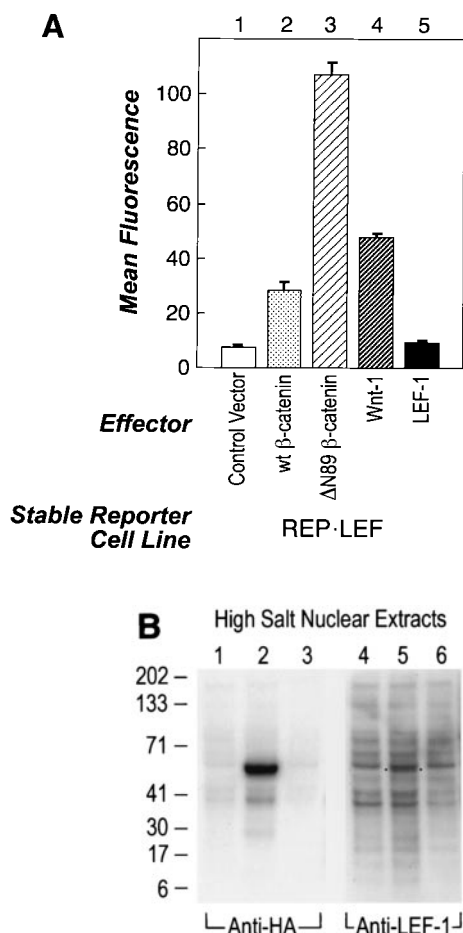 A
1 2 3 4 5
Mean Fluorescence
100
80
60
40
20
0
Effector
Control Vector
wt β-catenin
ΔN89 β-catenin
Wnt-1
LEF-1
Stable Reporter
Cell Line
REP·LEF
B
High Salt Nuclear Extracts
1 2 3 4 5 6
202
133
71
41
30
17
6
Anti-HA Anti-LEF-1